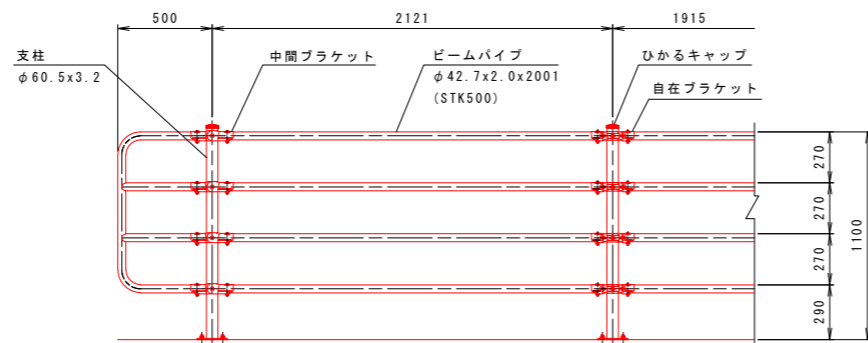 500
2121
1915
支柱
φ60.5x3.2
中間ブラケット
ビームパイプ
φ42.7x2.0x2001
(STK500)
ひかるキャップ
自在ブラケット
270
270
270
290
1100